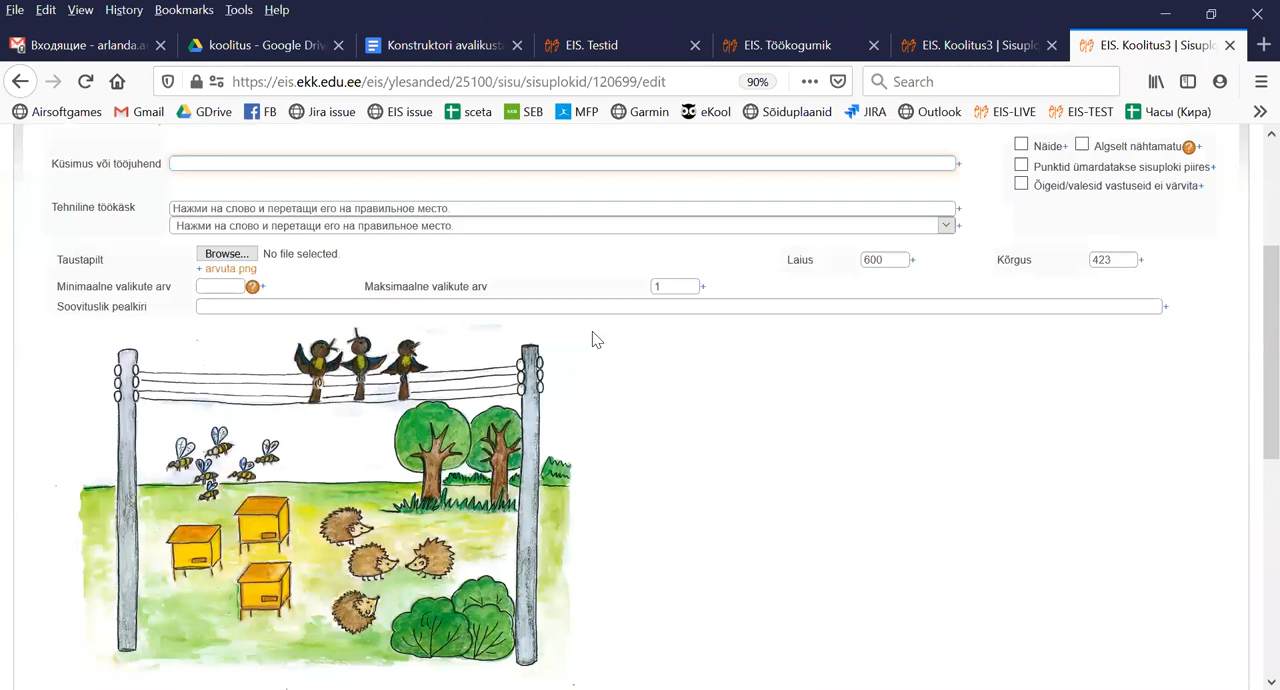 File Edit View History Bookmarks Tools Help
Входящие - arlanda.a
koolitus - Google Driv
Konstruktori avalikusta
EIS. Testid
EIS. Töökogumik
EIS. Koolitus3 | Sisuplo
EIS. Koolitus3 | Sisuplo
https://eis.ekk.edu.ee/eis/ylesanded/25100/sisu/sisuplokid/120699/edit
90%
Search
Airsoftgames Gmail GDrive FB Jira issue EIS issue sceta SEB MFP Garmin eKool Sõiduplaanid JIRA Outlook EIS-LIVE EIS-TEST Часы (Кира)
Näide+ Algselt nähtamatu?+
Küsimus või tööjuhend +
Punktid ümardatakse sisuploki piires+
Õigeid/valesid vastuseid ei värvita+
Tehniline töökäsk Нажми на слово и перетащи его на правильное место. +
Нажми на слово и перетащи его на правильное место. +
Taustapilt Browse... No file selected. Laius 600 + Kõrgus 423 +
+ arvuta png
Minimaalne valikute arv ?+ Maksimaalne valikute arv 1 +
Soovituslik pealkiri +